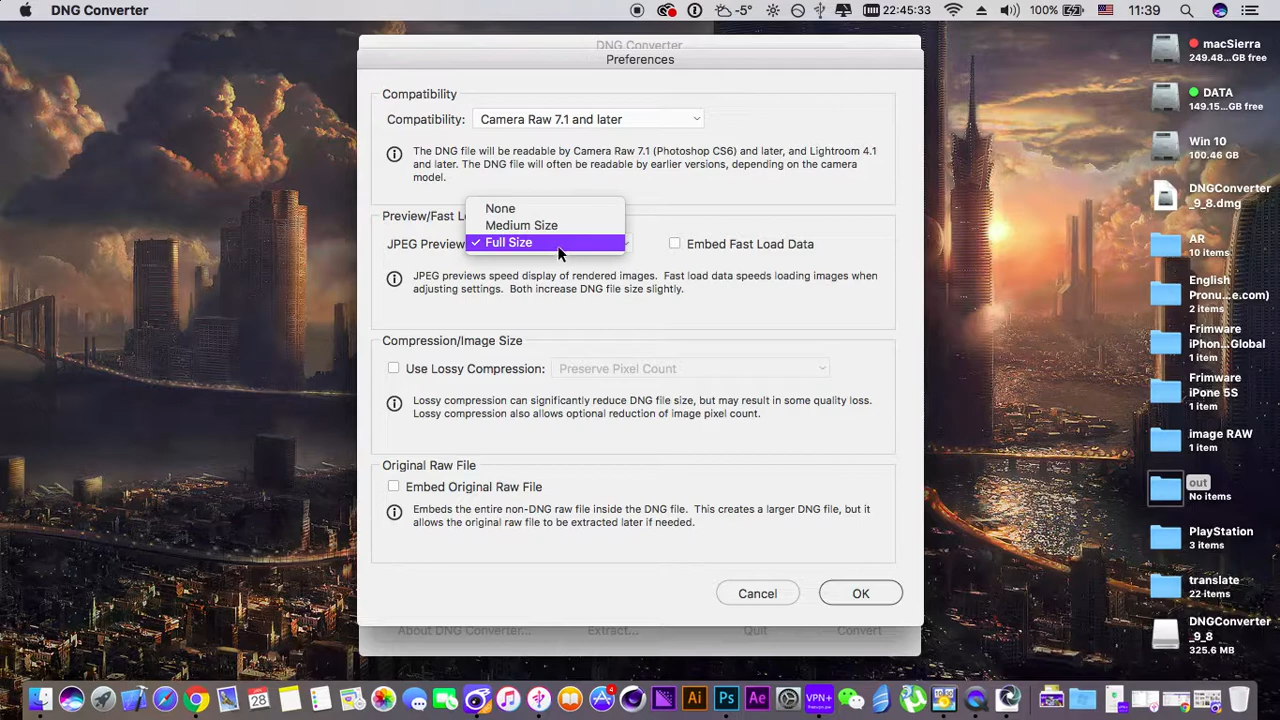 DNG Converter
-5°
22:45:33
100%
11:39
DNG Converter
Preferences
Compatibility
Compatibility:
Camera Raw 7.1 and later
The DNG file will be readable by Camera Raw 7.1 (Photoshop CS6) and later, and Lightroom 4.1
and later. The DNG file will often be readable by earlier versions, depending on the camera
model.
Preview/Fast L
JPEG Preview
None
Medium Size
✓ Full Size
Embed Fast Load Data
JPEG previews speed display of rendered images. Fast load data speeds loading images when
adjusting settings. Both increase DNG file size slightly.
Compression/Image Size
Use Lossy Compression:
Preserve Pixel Count
Lossy compression can significantly reduce DNG file size, but may result in some quality loss.
Lossy compression also allows optional reduction of image pixel count.
Original Raw File
Embed Original Raw File
Embeds the entire non-DNG raw file inside the DNG file. This creates a larger DNG file, but it
allows the original raw file to be extracted later if needed.
Cancel
OK
About DNG Converter...
Extract...
Quit
Convert
macSierra
249.48...GB free
DATA
149.15...GB free
Win 10
100.46 GB
DNGConverter
_9_8.dmg
AR
10 items
English
Pronu...e.com)
2 items
Frimware
iPhon...Global
1 item
Frimware
iPone 5S
1 item
image RAW
1 item
out
No items
PlayStation
3 items
translate
22 items
DNGConverter
_9_8
325.6 MB
28
4
Ai
Ps
Ae
VPN+